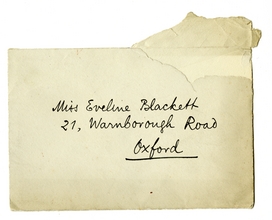 Miss Eveline Blackett
21, Warnborough Road
Oxford